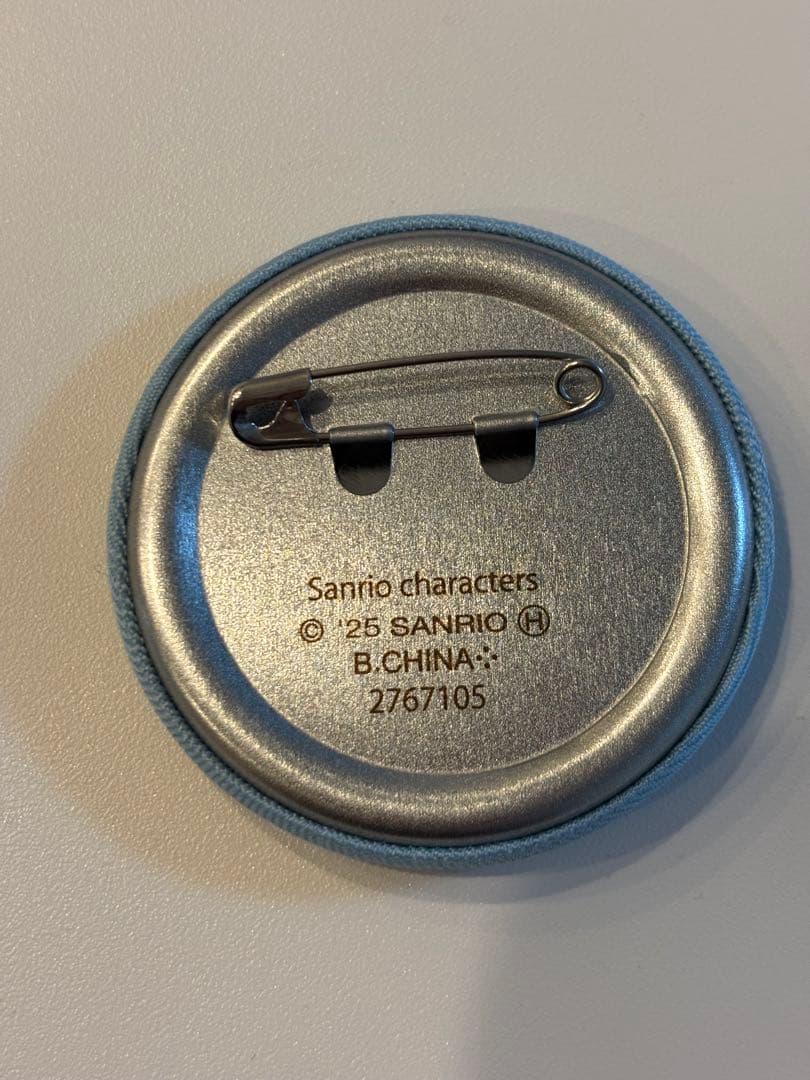 Sanrio characters
© '25 SANRIO Ⓗ
B.CHINA⁘
2767105